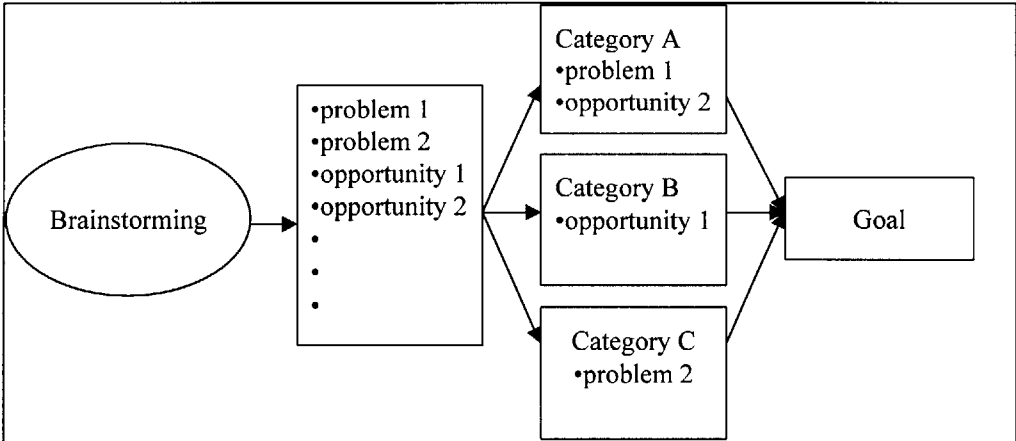 Brainstorming
•problem 1
•problem 2
•opportunity 1
•opportunity 2
•
•
•
Category A
•problem 1
•opportunity 2
Category B
•opportunity 1
Category C
•problem 2
Goal